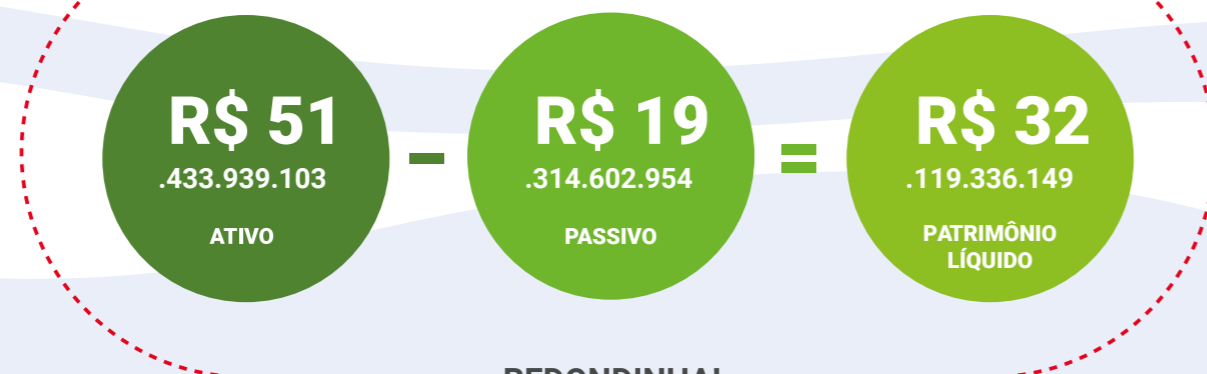 R$ 51
.433.939.103
ATIVO
–
R$ 19
.314.602.954
PASSIVO
=
R$ 32
.119.336.149
PATRIMÔNIO
LÍQUIDO